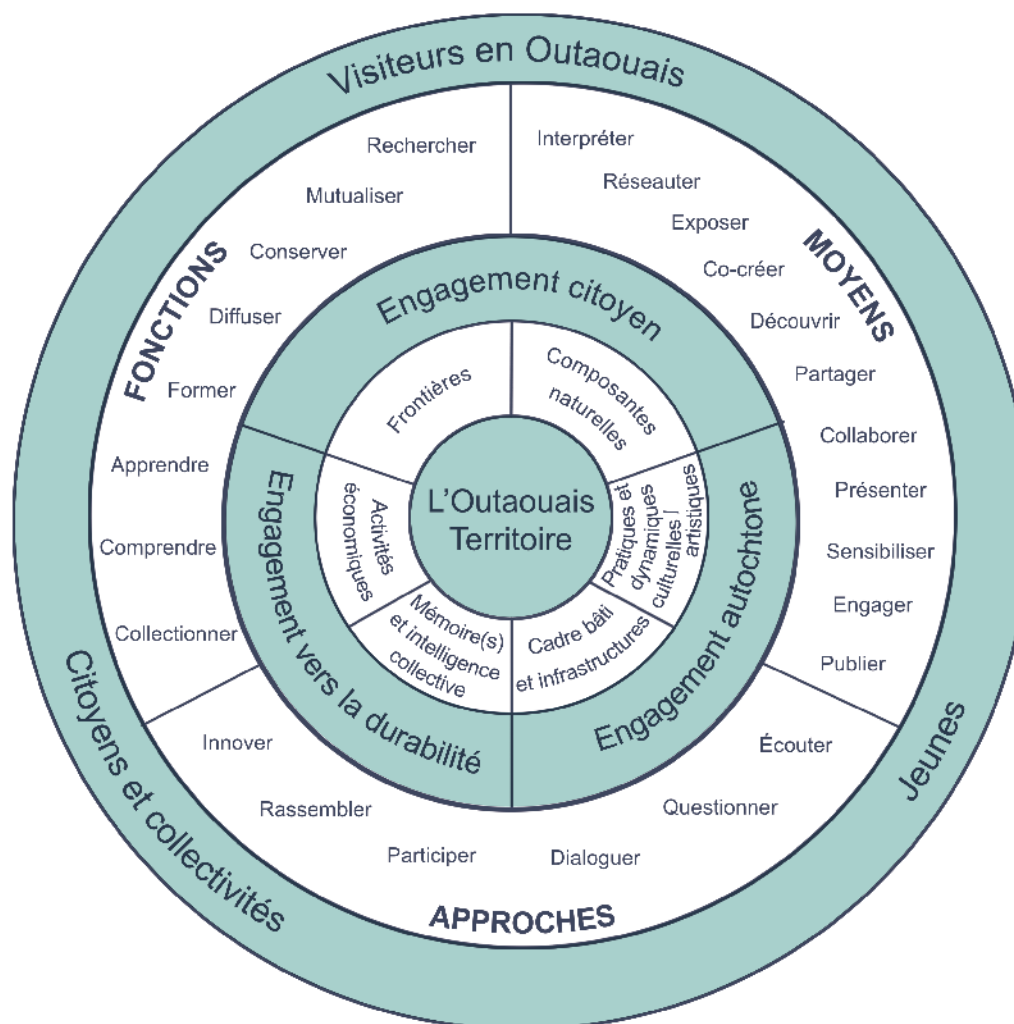 Visiteurs en Outaouais
Jeunes
Citoyens et collectivités
FONCTIONS
Rechercher
Mutualiser
Conserver
Diffuser
Former
Apprendre
Comprendre
Collectionner
MOYENS
Interpréter
Réseauter
Exposer
Co-créer
Découvrir
Partager
Collaborer
Présenter
Sensibiliser
Engager
Publier
APPROCHES
Innover
Rassembler
Participer
Dialoguer
Questionner
Écouter
Engagement citoyen
Engagement autochtone
Engagement vers la durabilité
Frontières
Composantes
naturelles
Pratiques et
dynamiques
culturelles /
artistiques
Cadre bâti
et infrastructures
Mémoire(s)
et intelligence
collective
Activités
économiques
L'Outaouais
Territoire